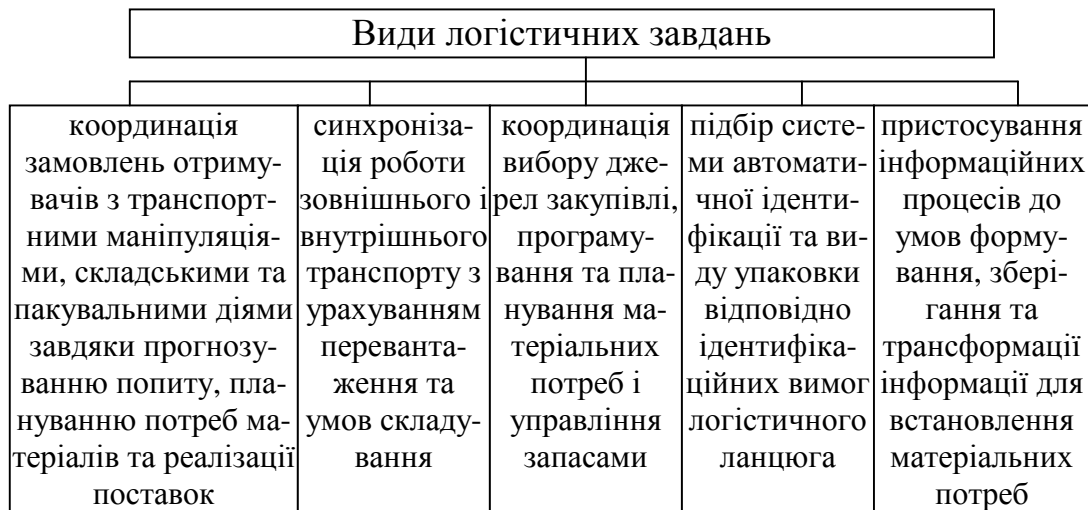 Види логістичних завдань
координація
замовлень отриму-
вачів з транспорт-
ними маніпуляція-
ми, складськими та
пакувальними діями
завдяки прогнозу-
ванню попиту, пла-
нуванню потреб ма-
теріалів та реалізації
поставок
синхроніза-
ція роботи
зовнішнього і
внутрішнього
транспорту з
урахуванням
переванта-
ження та
умов складу-
вання
координація
вибору дже-
рел закупівлі,
програму-
вання та пла-
нування ма-
теріальних
потреб і
управління
запасами
підбір систе-
ми автомати-
чної іденти-
фікації та ви-
ду упаковки
відповідно
ідентифіка-
ційних вимог
логістичного
ланцюга
пристосування
інформаційних
процесів до
умов форму-
вання, збері-
гання та
трансформації
інформації для
встановлення
матеріальних
потреб